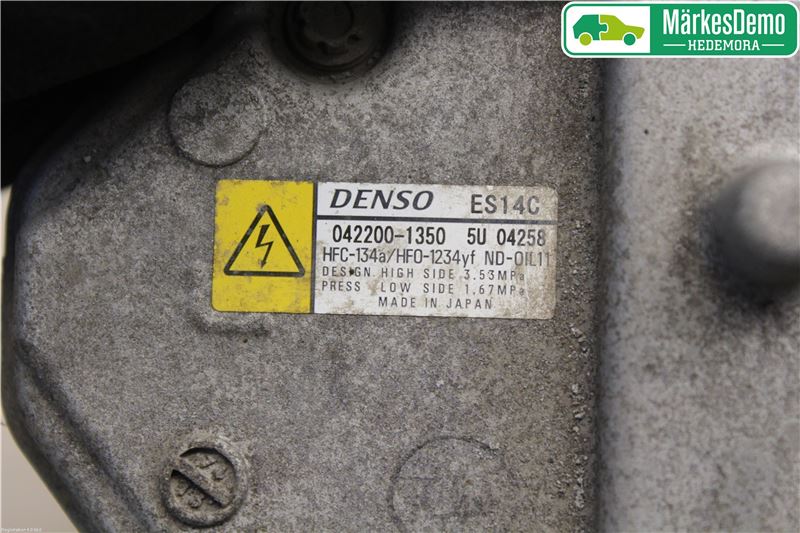 MärkesDemo
HEDEMORA
DENSO ES14C
042200-1350 5U 04258
HFC-134a/HFO-1234yf ND-OIL11
DESIGN HIGH SIDE 3.53MPa
PRESS LOW SIDE 1.67MPa
MADE IN JAPAN